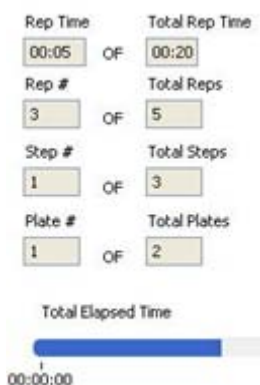 Rep Time Total Rep Time
00:05 OF 00:20
Rep # Total Reps
3 OF 5
Step # Total Steps
1 OF 3
Plate # Total Plates
1 OF 2
Total Elapsed Time
00:00:00